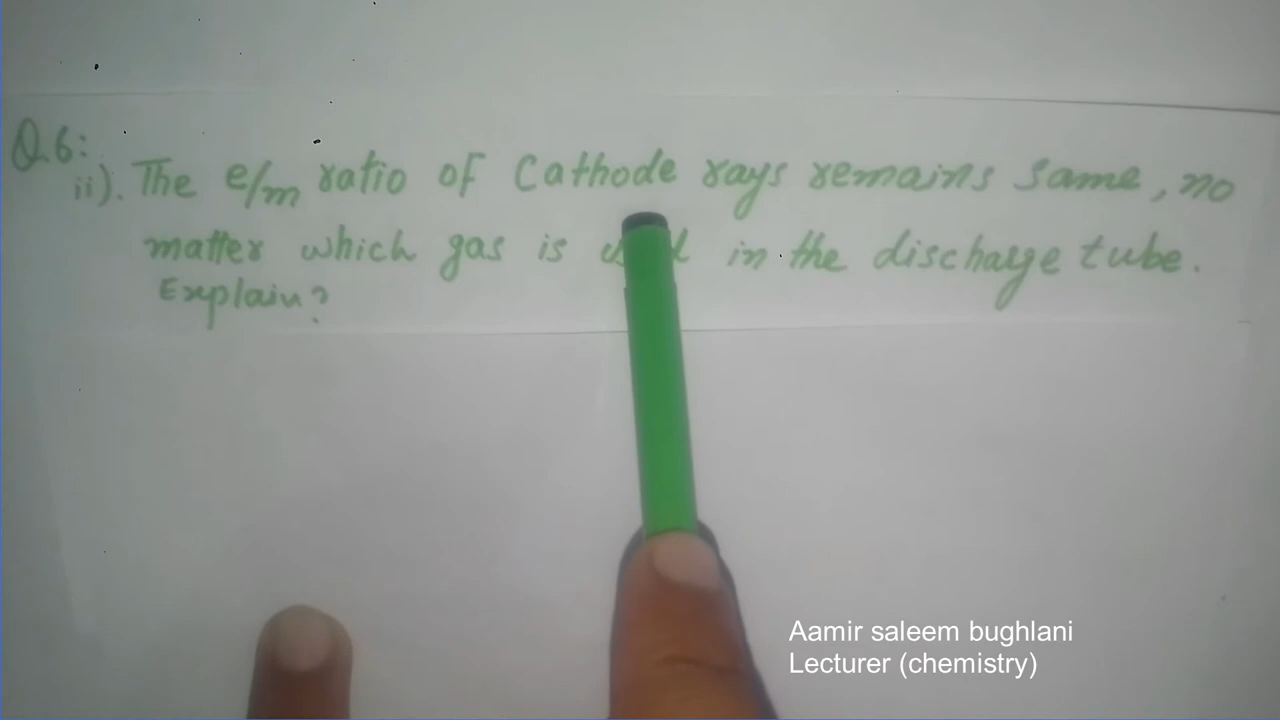 Q.6:
ii). The e/m ratio of Cathode rays remains same, no
matter which gas is in the discharge tube.
Explain?
Aamir saleem bughlani
Lecturer (chemistry)